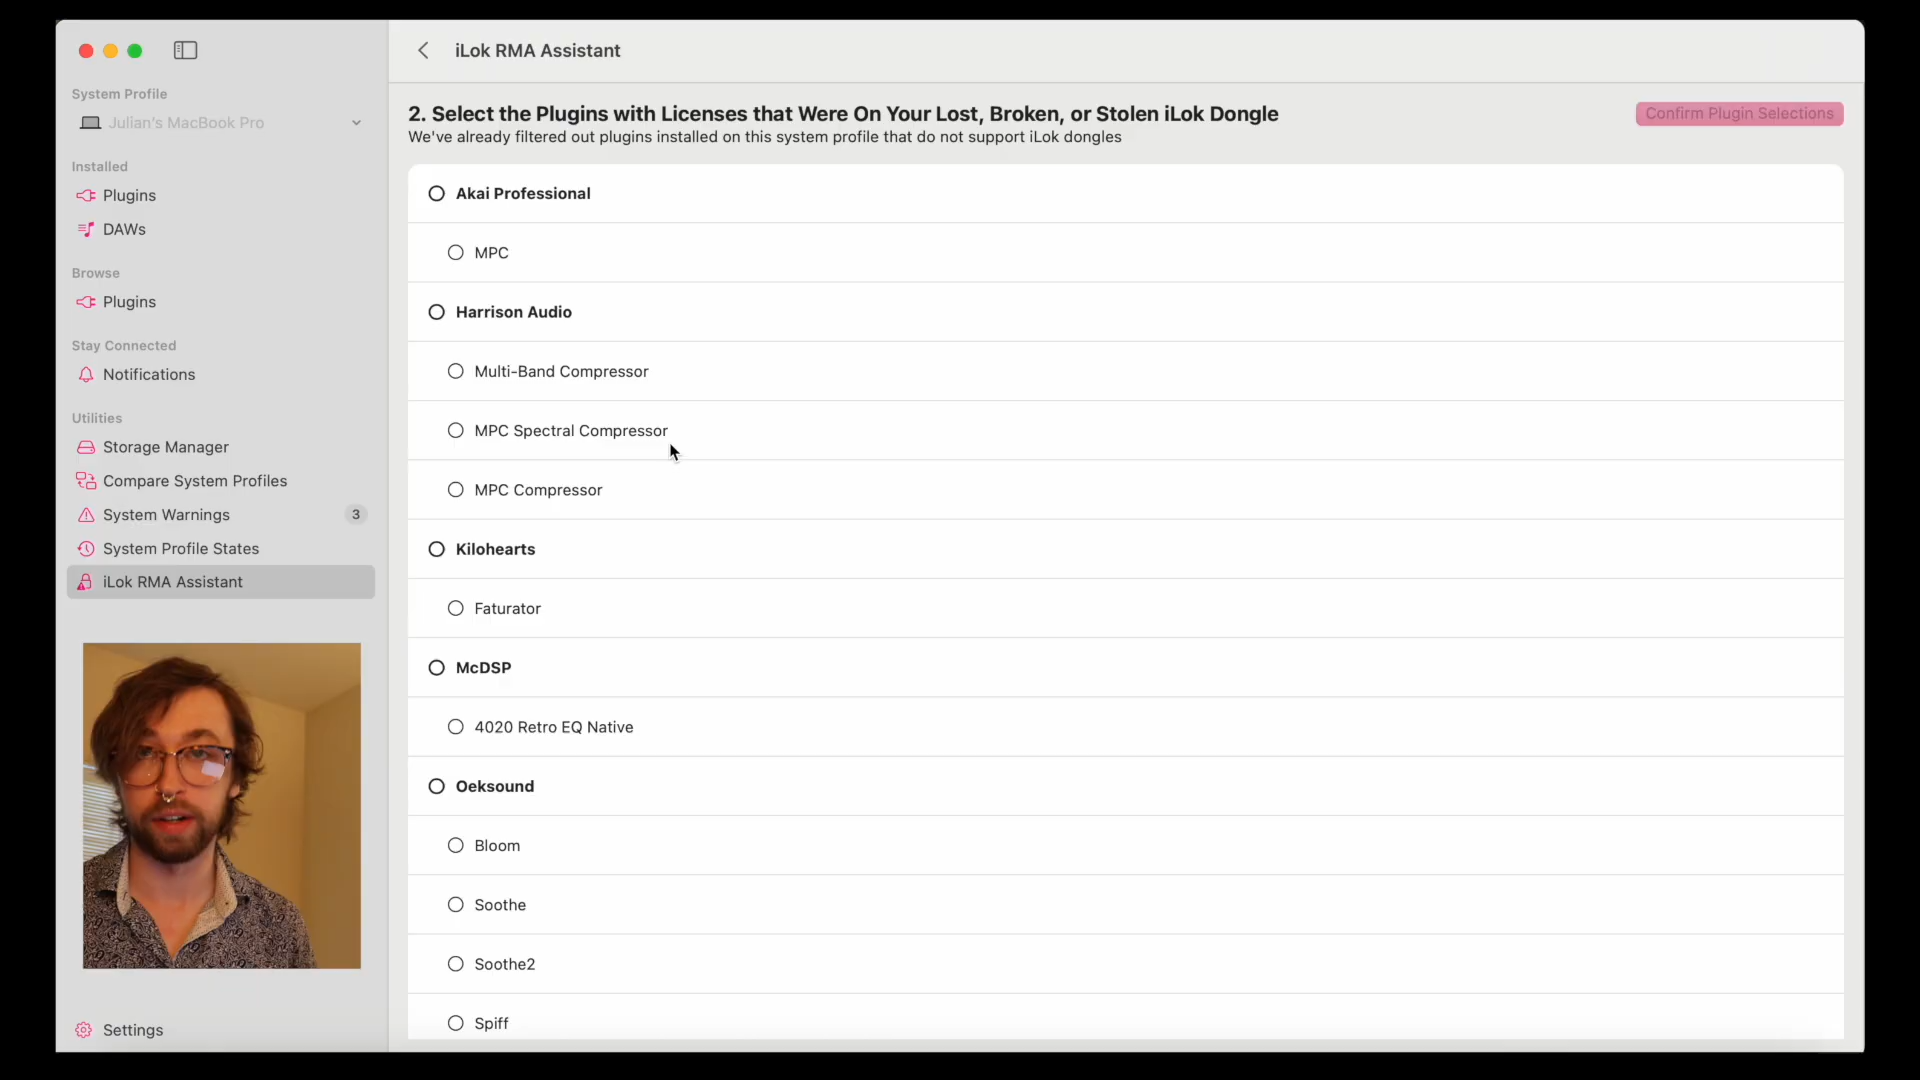 System Profile
Julian's MacBook Pro
Installed
Plugins
DAWs
Browse
Plugins
Stay Connected
Notifications
Utilities
Storage Manager
Compare System Profiles
System Warnings 3
System Profile States
iLok RMA Assistant
Settings
iLok RMA Assistant
2. Select the Plugins with Licenses that Were On Your Lost, Broken, or Stolen iLok Dongle
We've already filtered out plugins installed on this system profile that do not support iLok dongles
Confirm Plugin Selections
Akai Professional
MPC
Harrison Audio
Multi-Band Compressor
MPC Spectral Compressor
MPC Compressor
Kilohearts
Faturator
McDSP
4020 Retro EQ Native
Oeksound
Bloom
Soothe
Soothe2
Spiff